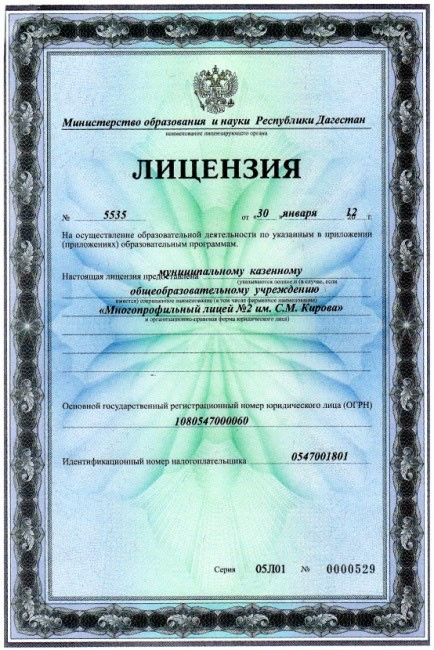 Министерство образования и науки Республики Дагестан
наименование лицензирующего органа
ЛИЦЕНЗИЯ
№ 5535 от «30 » января 2012 г.
На осуществление образовательной деятельности по указанным в приложении
(приложениях) образовательным программам.
Настоящая лицензия предоставлена муниципальному казенному
(указываются полное и (в случае, если
общеобразовательному учреждению
имеется) сокращенное наименование (в том числе фирменное наименование)
«Многопрофильный лицей №2 им. С.М. Кирова»
и организационно-правовая форма юридического лица)
Основной государственный регистрационный номер юридического лица (ОГРН)
1080547000060
Идентификационный номер налогоплательщика 0547001801
Серия 05Л01 № 0000529